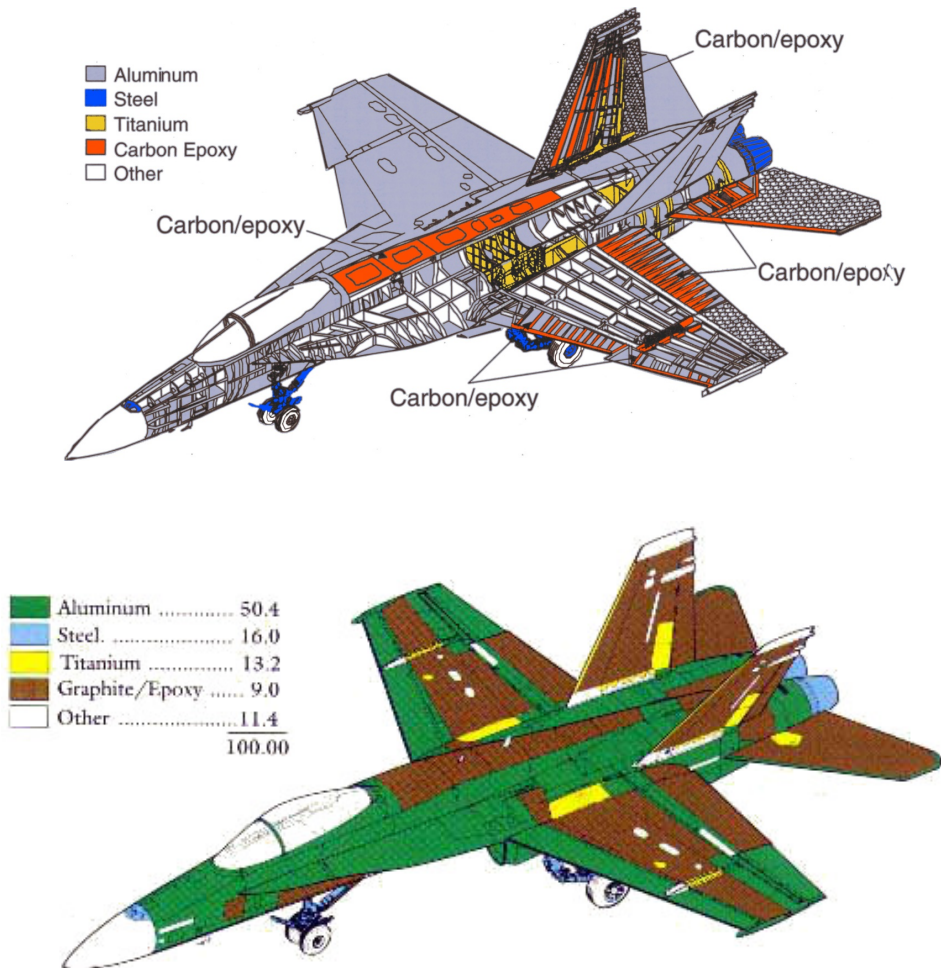 Carbon/epoxy
Aluminum
Steel
Titanium
Carbon Epoxy
Other
Carbon/epoxy
Carbon/epoxy
Carbon/epoxy
Aluminum .............. 50.4
Steel. .................... 16.0
Titanium ............... 13.2
Graphite/Epoxy ..... 9.0
Other .................... 11.4
100.00